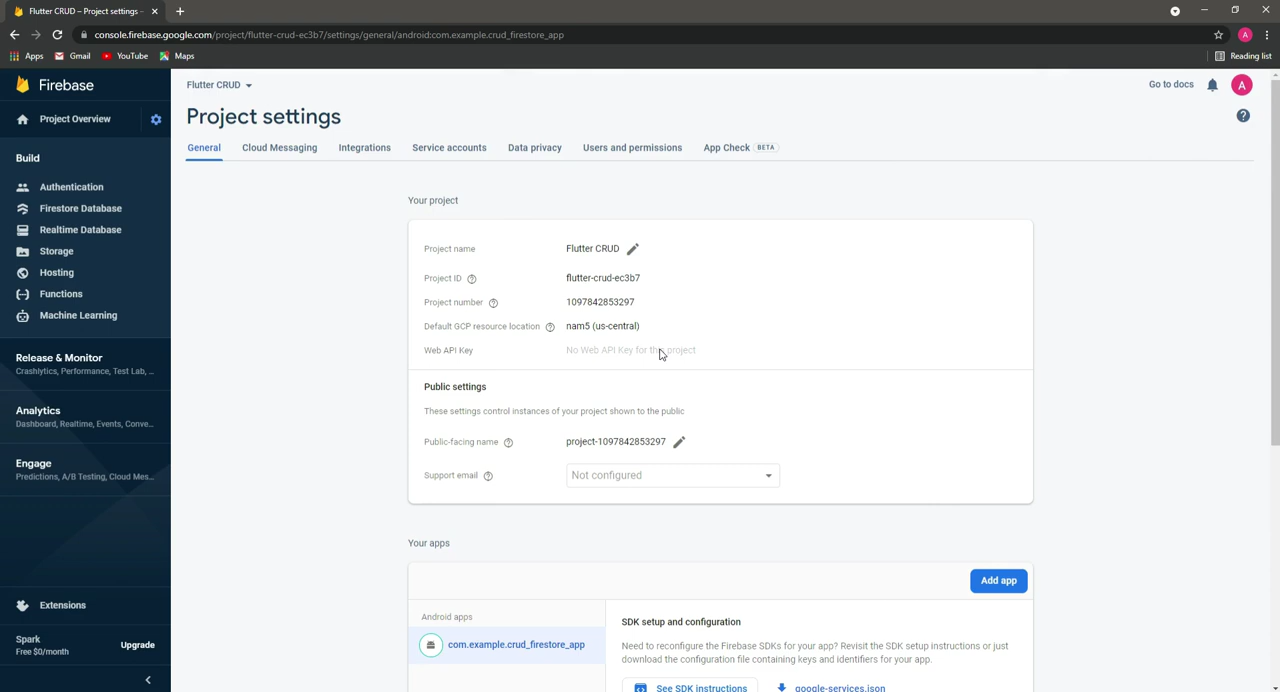 Flutter CRUD – Project settings -
console.firebase.google.com/project/flutter-crud-ec3b7/settings/general/android:com.example.crud_firestore_app
A
Apps
Gmail
YouTube
Maps
Reading list
Firebase
Flutter CRUD
Go to docs
A
Project Overview
Project settings
General
Cloud Messaging
Integrations
Service accounts
Data privacy
Users and permissions
App Check BETA
Build
Authentication
Firestore Database
Realtime Database
Storage
Hosting
Functions
Machine Learning
Release & Monitor
Crashlytics, Performance, Test Lab, ...
Analytics
Dashboard, Realtime, Events, Conve...
Engage
Predictions, A/B Testing, Cloud Mes...
Extensions
Spark
Free $0/month
Upgrade
Your project
Project name
Flutter CRUD
Project ID
flutter-crud-ec3b7
Project number
1097842853297
Default GCP resource location
nam5 (us-central)
Web API Key
No Web API Key for this project
Public settings
These settings control instances of your project shown to the public
Public-facing name
project-1097842853297
Support email
Not configured
Your apps
Add app
Android apps
com.example.crud_firestore_app
SDK setup and configuration
Need to reconfigure the Firebase SDKs for your app? Revisit the SDK setup instructions or just
download the configuration file containing keys and identifiers for your app.
See SDK instructions
google-services.json